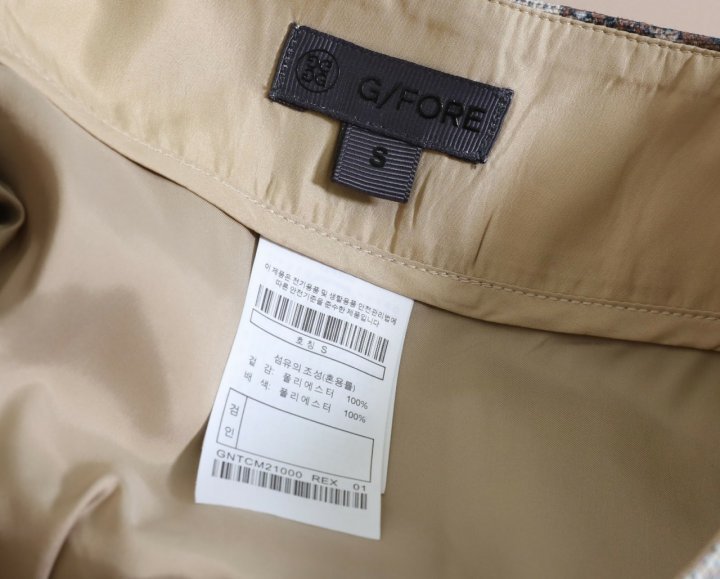 G/FORE
S
이 제품은 전기용품 및 생활용품 안전관리법에
따른 안전기준을 준수한 제품입니다
호칭 S
섬유의 조성(혼용률)
겉감: 폴리에스터 100%
배색: 폴리에스터 100%
검인
GNTCM21000 REX 01